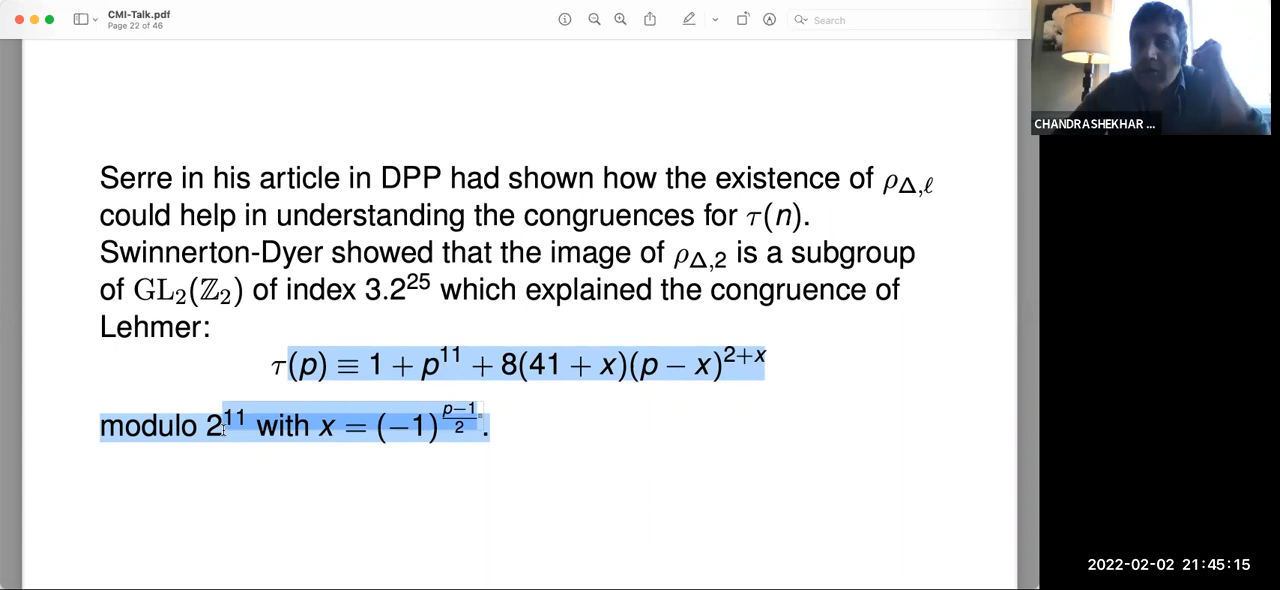 CMI-Talk.pdf
Page 22 of 46
Search
CHANDRASHEKHAR ...
Serre in his article in DPP had shown how the existence of ρ_{Δ,ℓ}
could help in understanding the congruences for τ(n).
Swinnerton-Dyer showed that the image of ρ_{Δ,2} is a subgroup
of GL₂(ℤ₂) of index 3.2^{25} which explained the congruence of
Lehmer:
τ(p) ≡ 1 + p^{11} + 8(41 + x)(p − x)^{2+x}
modulo 2^{11} with x = (−1)^{\frac{p−1}{2}}.
2022-02-02 21:45:15